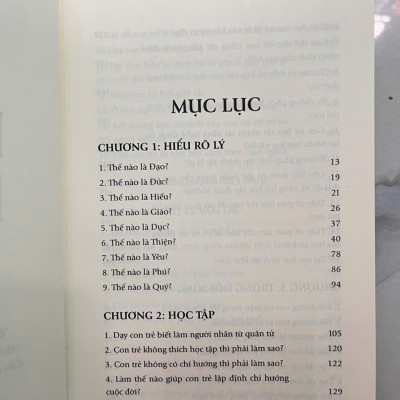 MỤC LỤC
CHƯƠNG 1: HIỂU RÕ LÝ
1. Thế nào là Đạo? 13
2. Thế nào là Đức? 19
3. Thế nào là Hiếu? 21
4. Thế nào là Giáo? 26
5. Thế nào là Dục? 37
6. Thế nào là Thiện? 40
7. Thế nào là Yêu? 78
8. Thế nào là Phú? 86
9. Thế nào là Quý? 94
CHƯƠNG 2: HỌC TẬP
1. Dạy con trẻ biết làm người nhân từ quân tử 105
2. Con trẻ không thích học tập thì phải làm sao? 120
3. Con trẻ không có chí hướng thì phải làm sao? 122
4. Làm thế nào giúp con trẻ lập định chí hướng
cuộc đời? 129